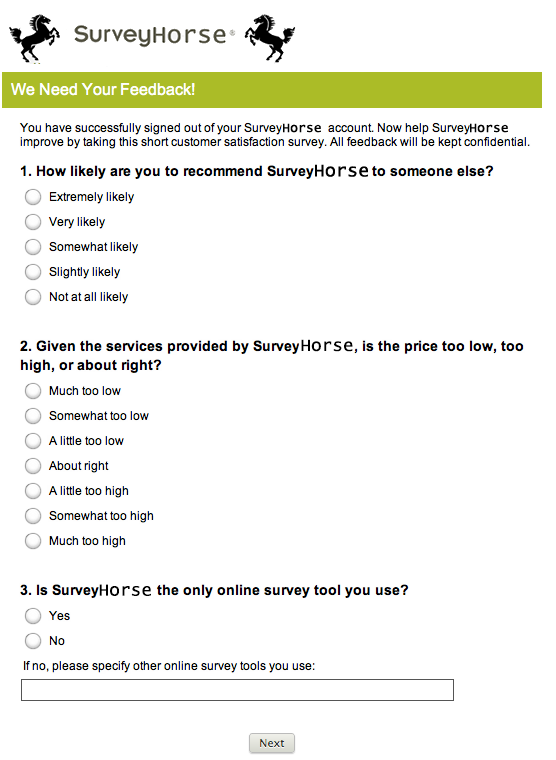 SurveyHorse®
We Need Your Feedback!
You have successfully signed out of your SurveyHorse account. Now help SurveyHorse
improve by taking this short customer satisfaction survey. All feedback will be kept confidential.
1. How likely are you to recommend SurveyHorse to someone else?
Extremely likely
Very likely
Somewhat likely
Slightly likely
Not at all likely
2. Given the services provided by SurveyHorse, is the price too low, too
high, or about right?
Much too low
Somewhat too low
A little too low
About right
A little too high
Somewhat too high
Much too high
3. Is SurveyHorse the only online survey tool you use?
Yes
No
If no, please specify other online survey tools you use:
Next